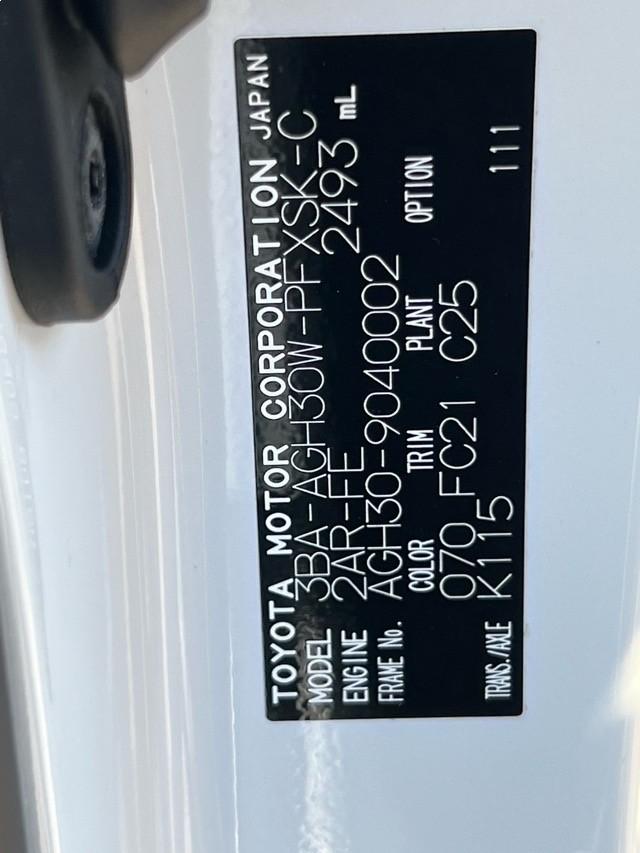 TOYOTA MOTOR CORPORATION JAPAN
MODEL 3BA-AGH30W-PFXSK-C
ENGINE 2AR-FE 2493 mL
FRAME No. AGH30-9040002
COLOR TRIM PLANT OPTION
070 FC21 C25
TRANS./AXLE K115 111